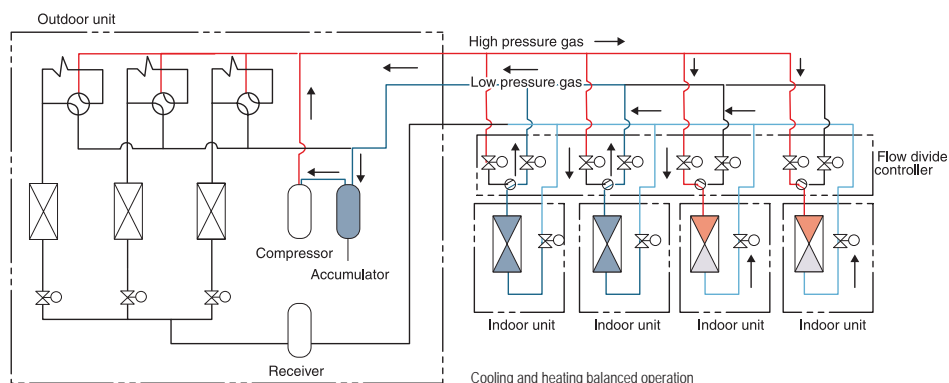 Outdoor unit
High pressure gas
Low pressure gas
Flow divide
controller
Compressor
Accumulator
Receiver
Indoor unit
Indoor unit
Indoor unit
Indoor unit
Cooling and heating balanced operation